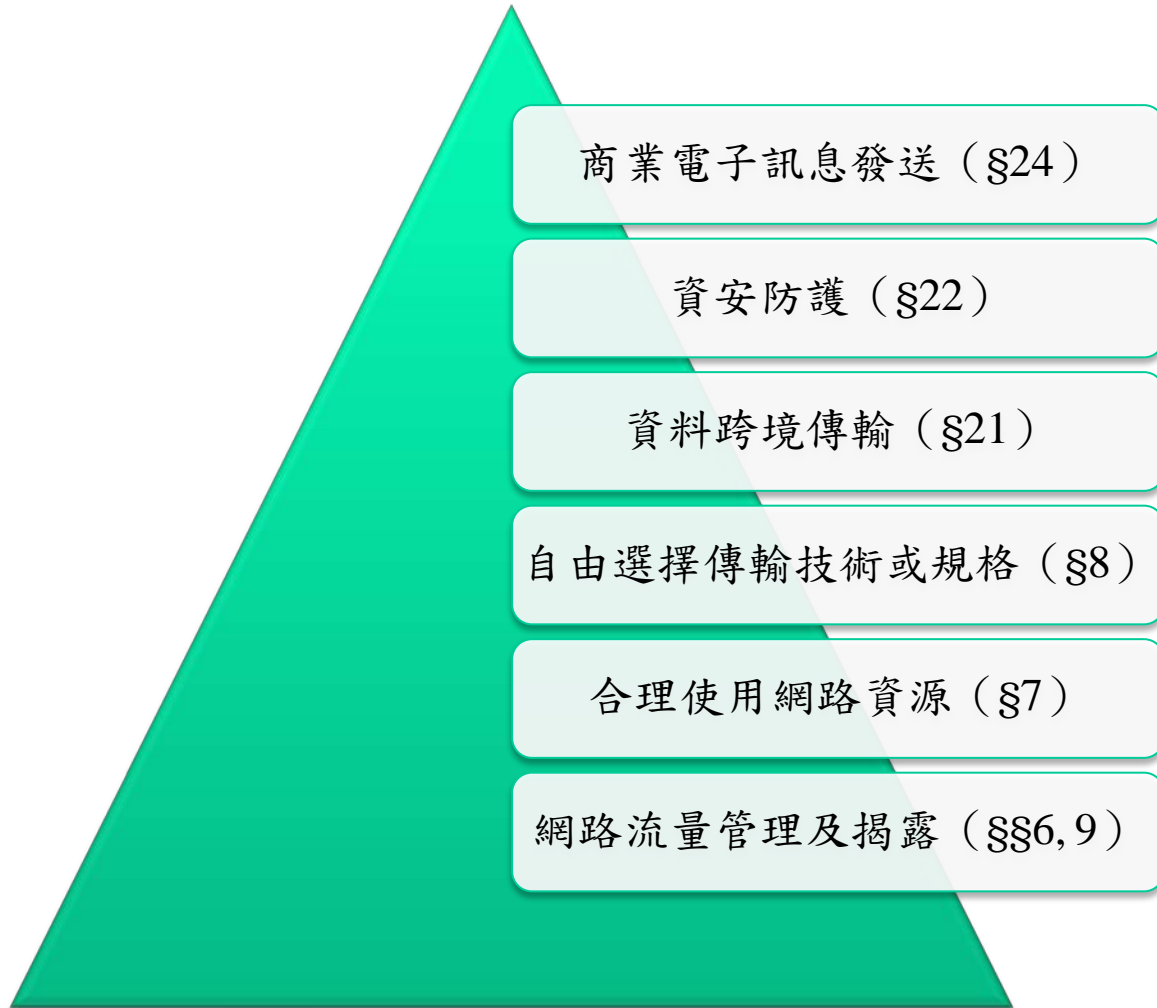 商業電子訊息發送（§24）
資安防護（§22）
資料跨境傳輸（§21）
自由選擇傳輸技術或規格（§8）
合理使用網路資源（§7）
網路流量管理及揭露（§§6, 9）